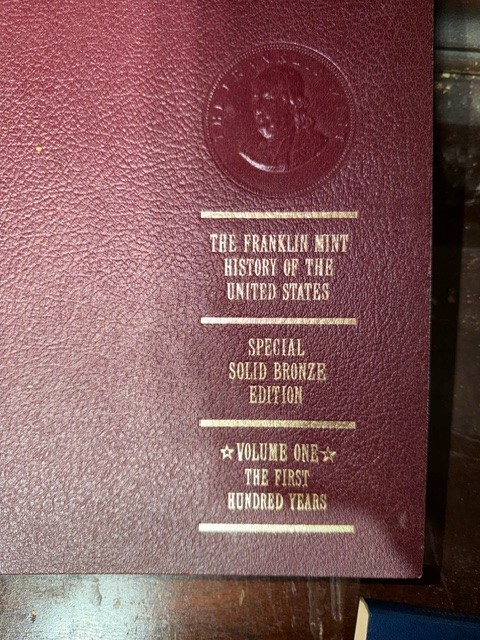 THE FRANKLIN MINT
HISTORY OF THE
UNITED STATES
SPECIAL
SOLID BRONZE
EDITION
☆VOLUME ONE☆
THE FIRST
HUNDRED YEARS